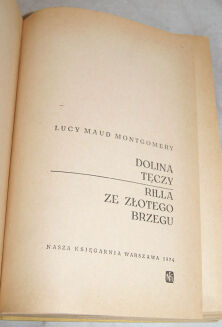 LUCY MAUD MONTGOMERY
DOLINA
TĘCZY
RILLA
ZE ZŁOTEGO
BRZEGU
NASZA KSIĘGARNIA WARSZAWA 1974